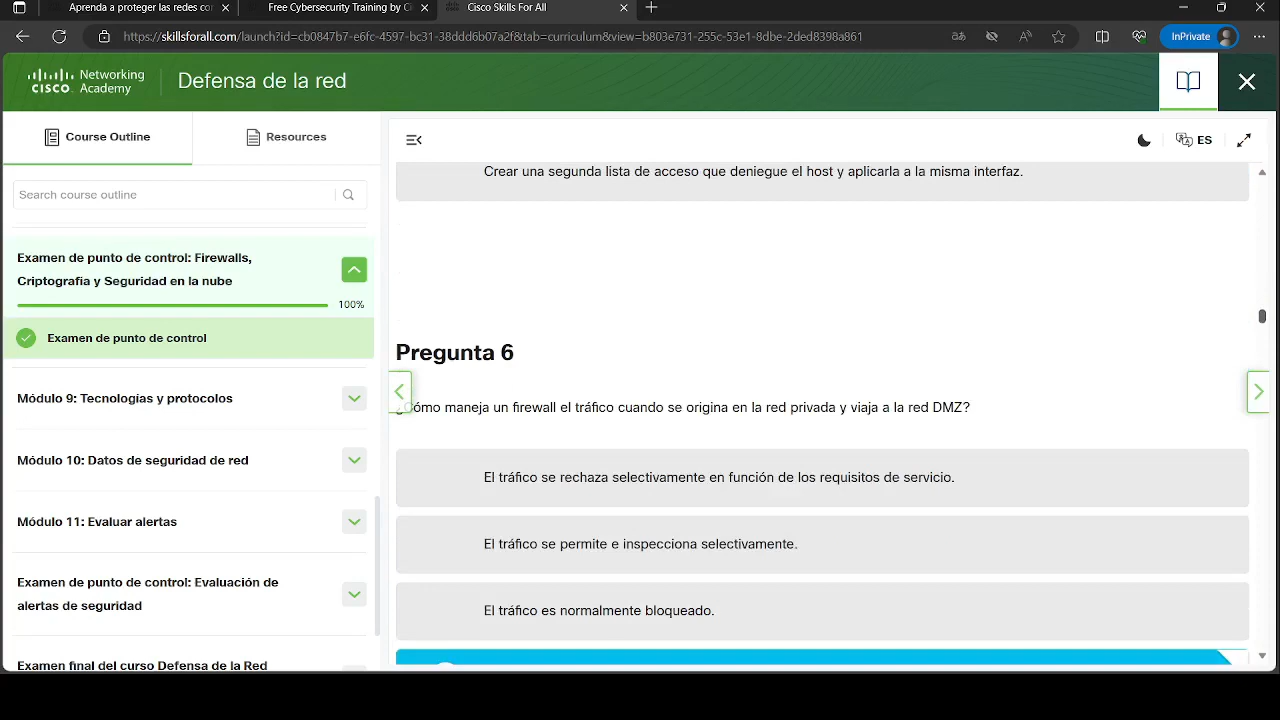 Aprenda a proteger las redes cor
Free Cybersecurity Training by Ci
Cisco Skills For All
https://skillsforall.com/launch?id=cb0847b7-e6fc-4597-bc31-38ddd6b07a2f&tab=curriculum&view=b803e731-255c-53e1-8dbe-2ded8398a861
InPrivate
CISCO
Networking
Academy
Defensa de la red
Course Outline
Resources
ES
Search course outline
Examen de punto de control: Firewalls,
Criptografía y Seguridad en la nube
100%
Examen de punto de control
Módulo 9: Tecnologías y protocolos
Módulo 10: Datos de seguridad de red
Módulo 11: Evaluar alertas
Examen de punto de control: Evaluación de
alertas de seguridad
Examen final del curso Defensa de la Red
Crear una segunda lista de acceso que deniegue el host y aplicarla a la misma interfaz.
Pregunta 6
¿Cómo maneja un firewall el tráfico cuando se origina en la red privada y viaja a la red DMZ?
El tráfico se rechaza selectivamente en función de los requisitos de servicio.
El tráfico se permite e inspecciona selectivamente.
El tráfico es normalmente bloqueado.